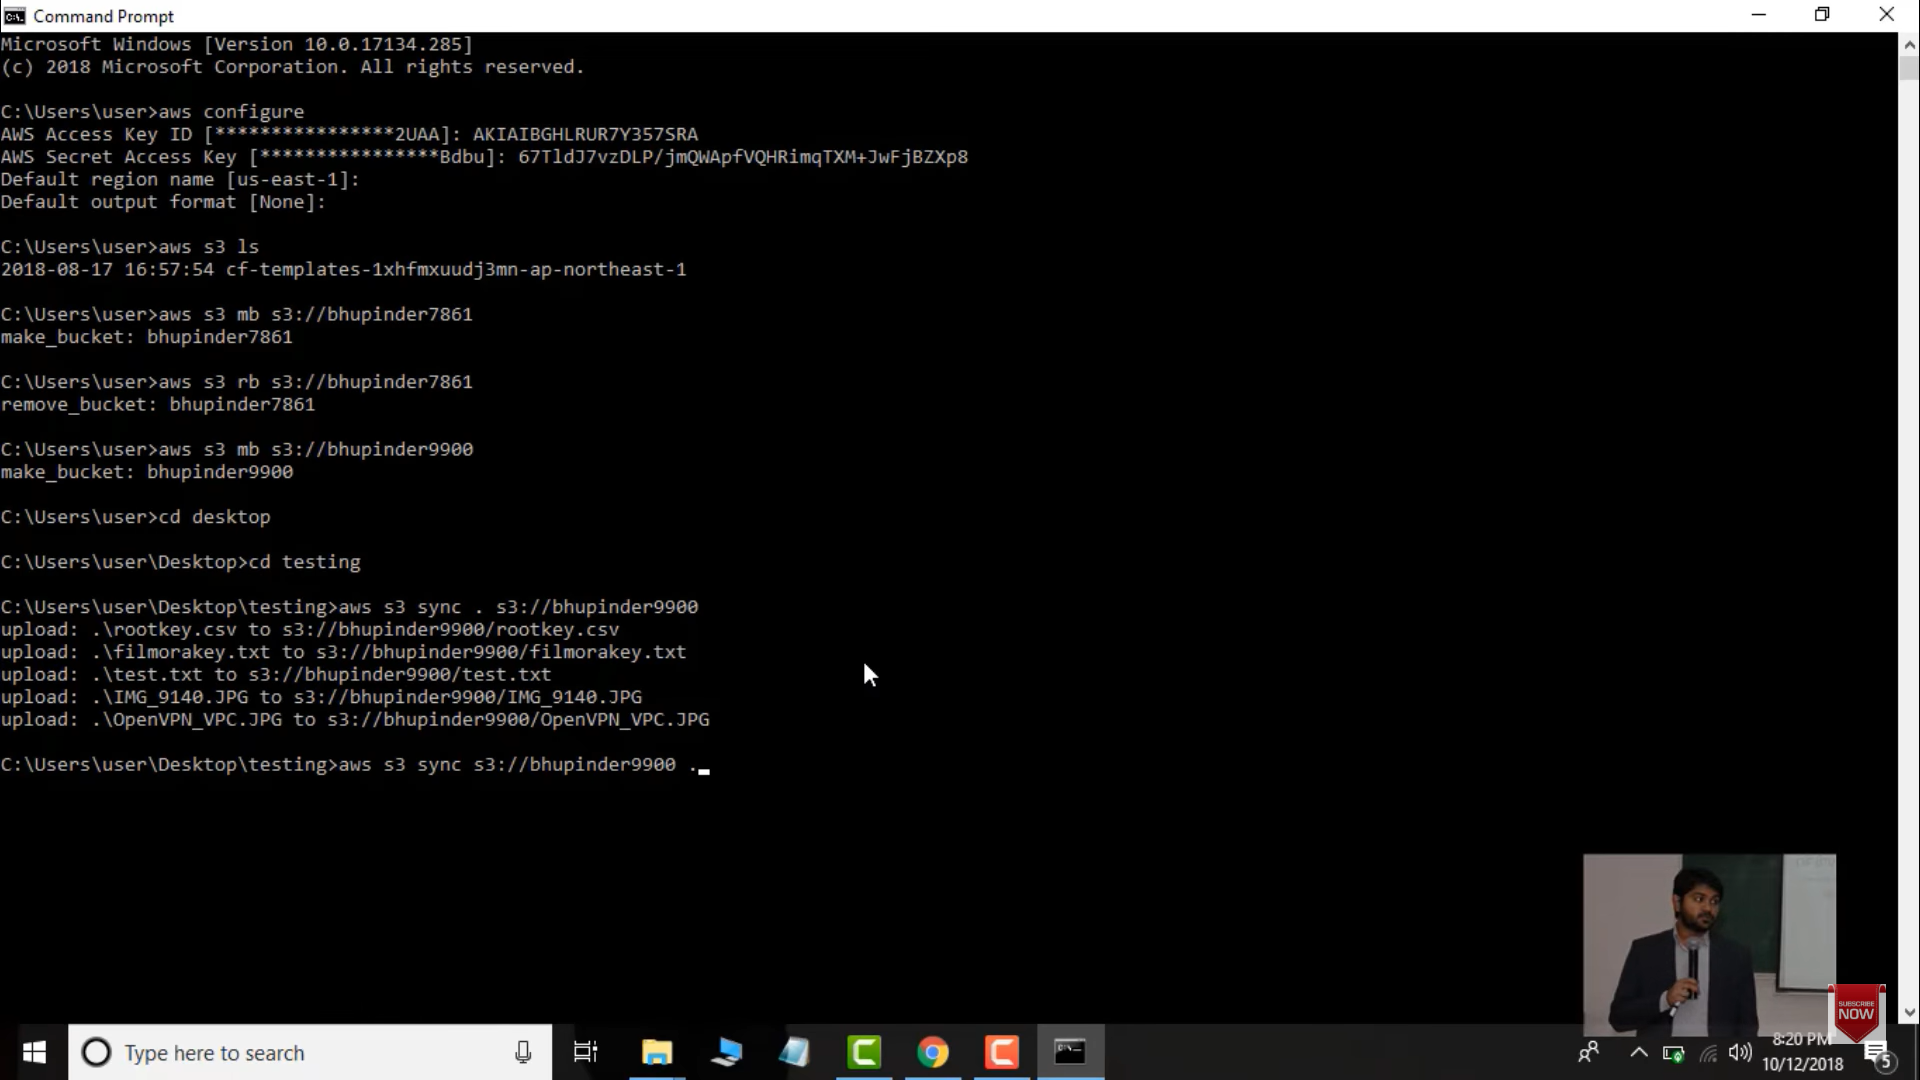 Command Prompt
Microsoft Windows [Version 10.0.17134.285]
(c) 2018 Microsoft Corporation. All rights reserved.
C:\Users\user>aws configure
AWS Access Key ID [****************2UAA]: AKIAIBGHLRUR7Y357SRA
AWS Secret Access Key [****************Bdbu]: 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
Default region name [us-east-1]:
Default output format [None]:
C:\Users\user>aws s3 ls
2018-08-17 16:57:54 cf-templates-1xhfmxuudj3mn-ap-northeast-1
C:\Users\user>aws s3 mb s3://bhupinder7861
make_bucket: bhupinder7861
C:\Users\user>aws s3 rb s3://bhupinder7861
remove_bucket: bhupinder7861
C:\Users\user>aws s3 mb s3://bhupinder9900
make_bucket: bhupinder9900
C:\Users\user>cd desktop
C:\Users\user\Desktop>cd testing
C:\Users\user\Desktop\testing>aws s3 sync . s3://bhupinder9900
upload: .\rootkey.csv to s3://bhupinder9900/rootkey.csv
upload: .\filmorakey.txt to s3://bhupinder9900/filmorakey.txt
upload: .\test.txt to s3://bhupinder9900/test.txt
upload: .\IMG_9140.JPG to s3://bhupinder9900/IMG_9140.JPG
upload: .\OpenVPN_VPC.JPG to s3://bhupinder9900/OpenVPN_VPC.JPG
C:\Users\user\Desktop\testing>aws s3 sync s3://bhupinder9900 ._
SUBSCRIBE
NOW
Type here to search
8:20 PM
10/12/2018
5